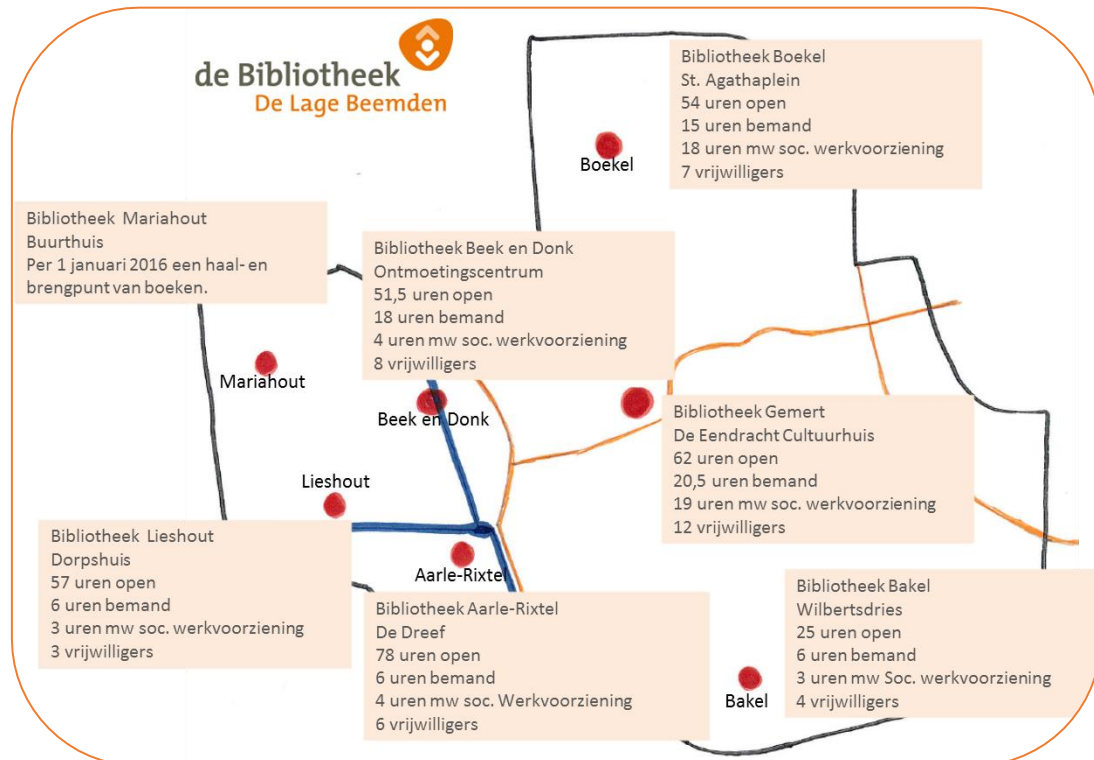 de Bibliotheek
De Lage Beemden
Bibliotheek Boekel
St. Agathaplein
54 uren open
15 uren bemand
18 uren mw soc. werkvoorziening
7 vrijwilligers
Boekel
Bibliotheek Mariahout
Buurthuis
Per 1 januari 2016 een haal- en
brengpunt van boeken.
Bibliotheek Beek en Donk
Ontmoetingscentrum
51,5 uren open
18 uren bemand
4 uren mw soc. werkvoorziening
8 vrijwilligers
Mariahout
Beek en Donk
Bibliotheek Gemert
De Eendracht Cultuurhuis
62 uren open
20,5 uren bemand
19 uren mw soc. werkvoorziening
12 vrijwilligers
Lieshout
Bibliotheek Lieshout
Dorpshuis
57 uren open
6 uren bemand
3 uren mw soc. werkvoorziening
3 vrijwilligers
Aarle-Rixtel
Bibliotheek Aarle-Rixtel
De Dreef
78 uren open
6 uren bemand
4 uren mw soc. Werkvoorziening
6 vrijwilligers
Bibliotheek Bakel
Wilbertsdries
25 uren open
6 uren bemand
3 uren mw Soc. werkvoorziening
4 vrijwilligers
Bakel